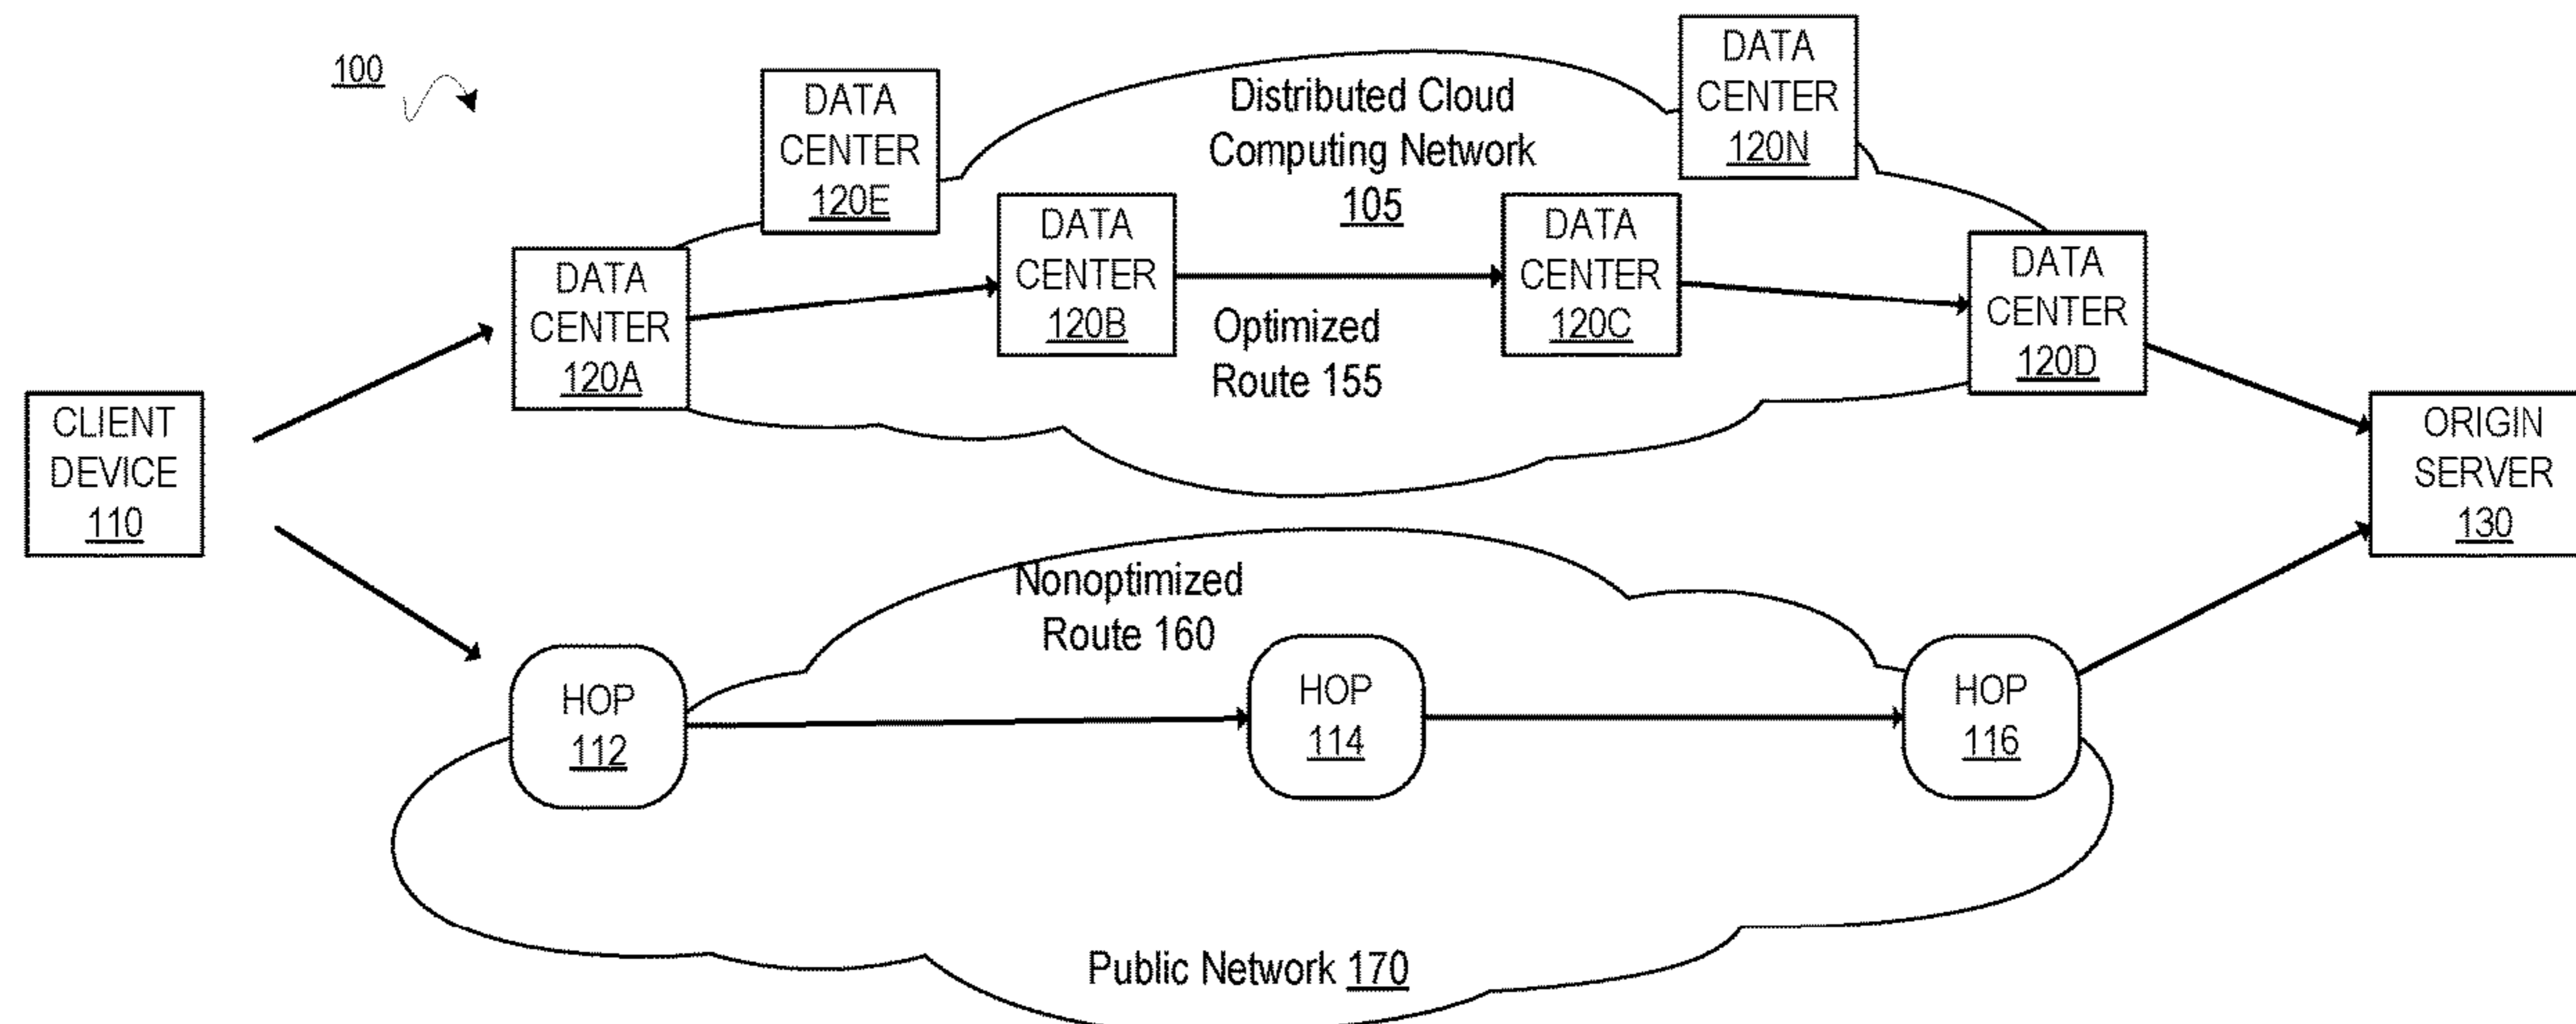 100
DATA
CENTER
120E
Distributed Cloud
Computing Network
105
DATA
CENTER
120N
DATA
CENTER
120A
DATA
CENTER
120B
Optimized
Route 155
DATA
CENTER
120C
DATA
CENTER
120D
CLIENT
DEVICE
110
ORIGIN
SERVER
130
Nonoptimized
Route 160
HOP
112
HOP
114
HOP
116
Public Network 170